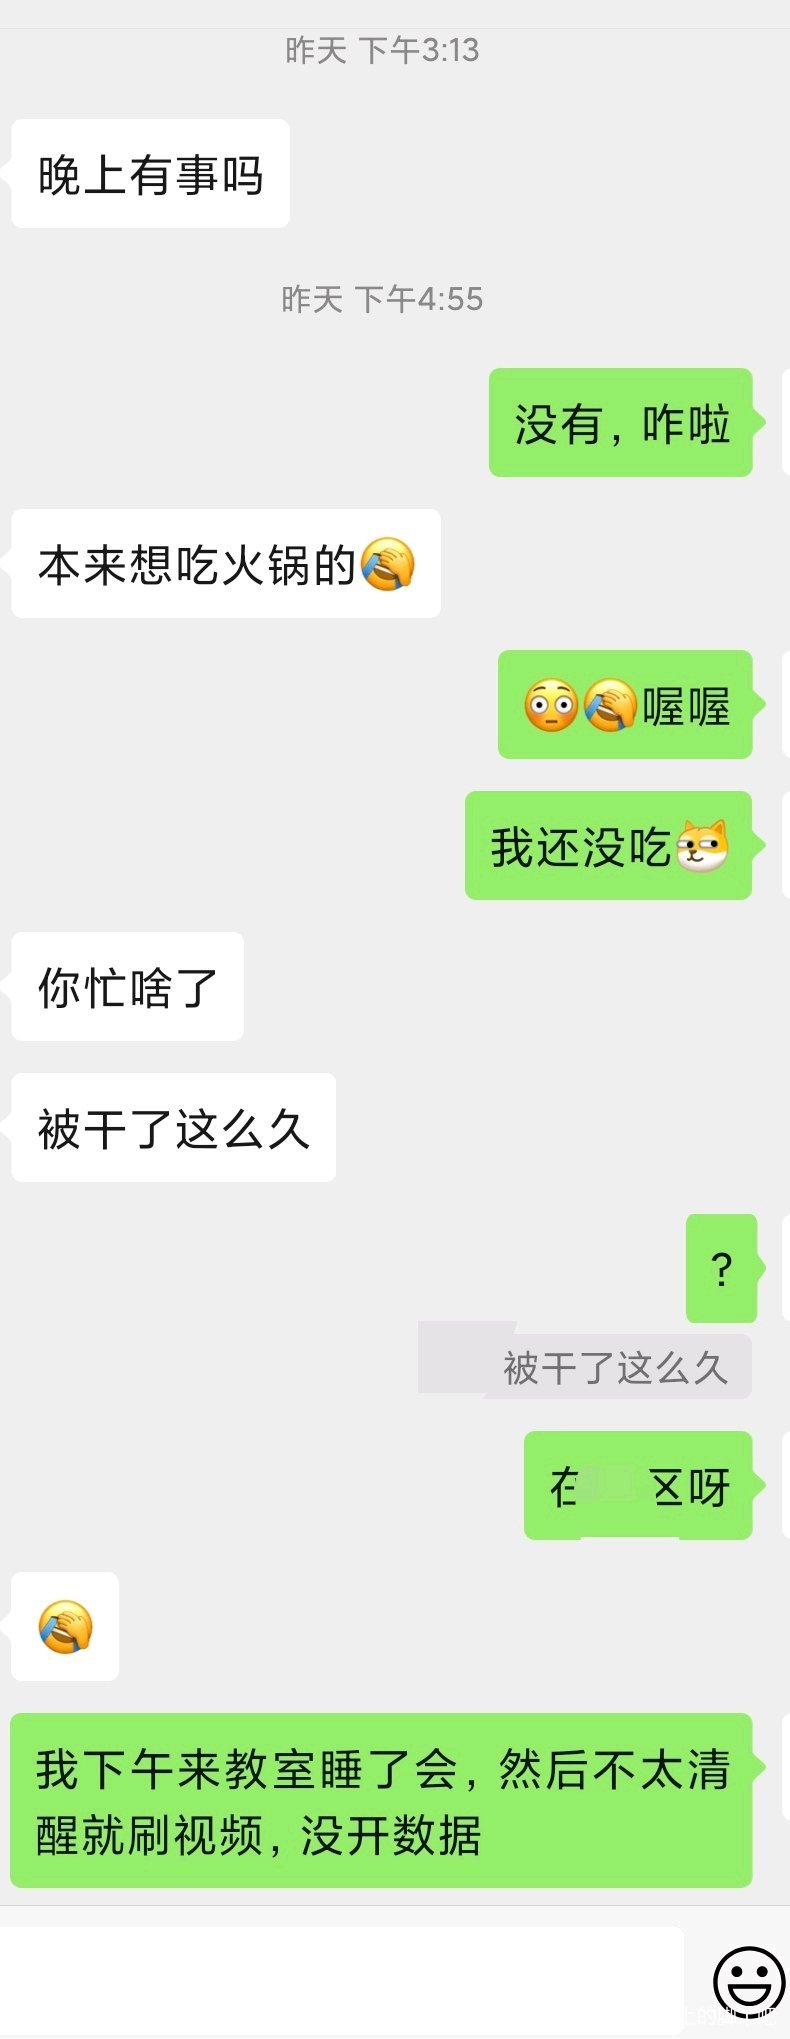 昨天 下午3:13
晚上有事吗
昨天 下午4:55
没有，咋啦
本来想吃火锅的🤦
😳🤦喔喔
我还没吃
你忙啥了
被干了这么久
？
被干了这么久
在 区呀
我下午来教室睡了会，然后不太清
醒就刷视频，没开数据